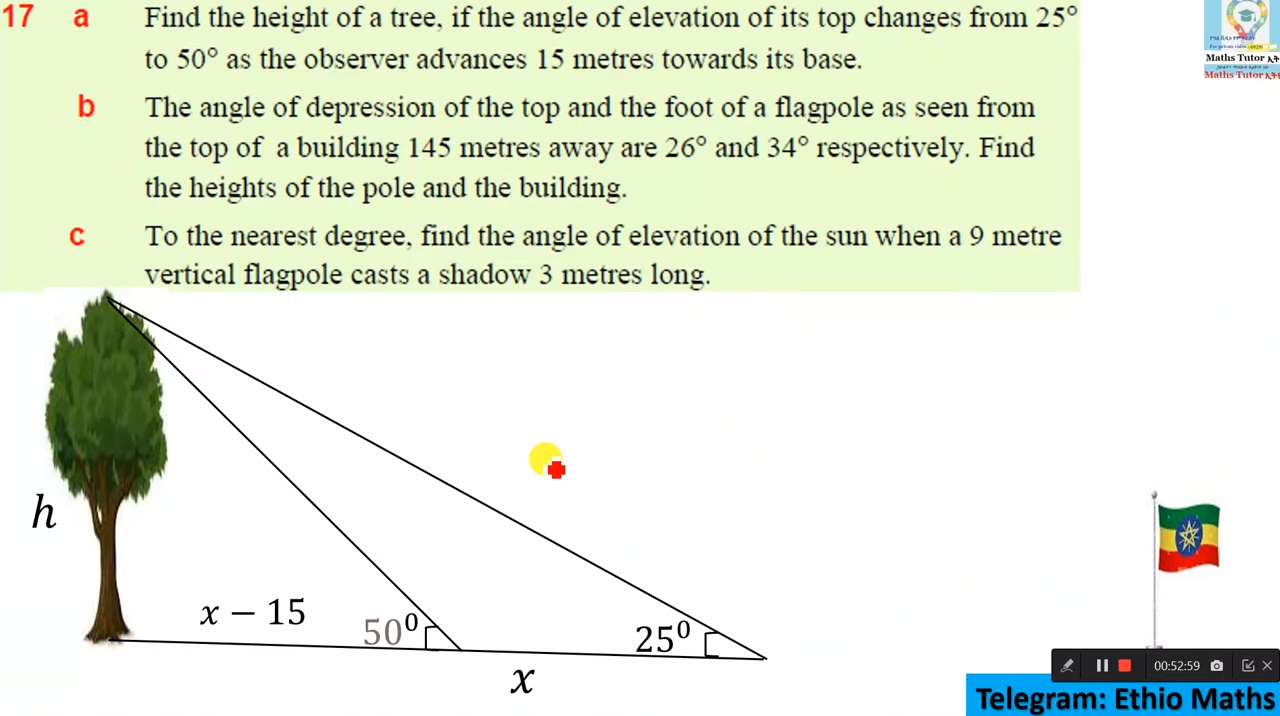 17 a Find the height of a tree, if the angle of elevation of its top changes from 25°
to 50° as the observer advances 15 metres towards its base.
b The angle of depression of the top and the foot of a flagpole as seen from
the top of a building 145 metres away are 26° and 34° respectively. Find
the heights of the pole and the building.
c To the nearest degree, find the angle of elevation of the sun when a 9 metre
vertical flagpole casts a shadow 3 metres long.
Maths Tutor
Maths Tutor
h
x − 15
50⁰
25⁰
x
00:52:59
Telegram: Ethio Maths